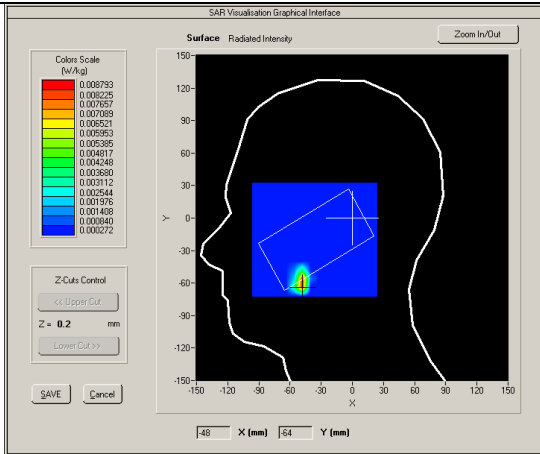 SAR Visualisation Graphical Interface
Surface Radiated Intensity
Zoom In/Out
Colors Scale
(W/kg)
0.008793
0.008225
0.007657
0.007089
0.006521
0.005953
0.005385
0.004817
0.004248
0.003680
0.003112
0.002544
0.001976
0.001408
0.000840
0.000272
Z-Cuts Control
<< Upper Cut
Z = 0.2 mm
Lower Cut >>
SAVE
Cancel
150
120
90
60
30
0
-30
-60
-90
-120
-150
Y
-150 -120 -90 -60 -30 0 30 60 90 120 150
X
-48 X (mm) -64 Y (mm)